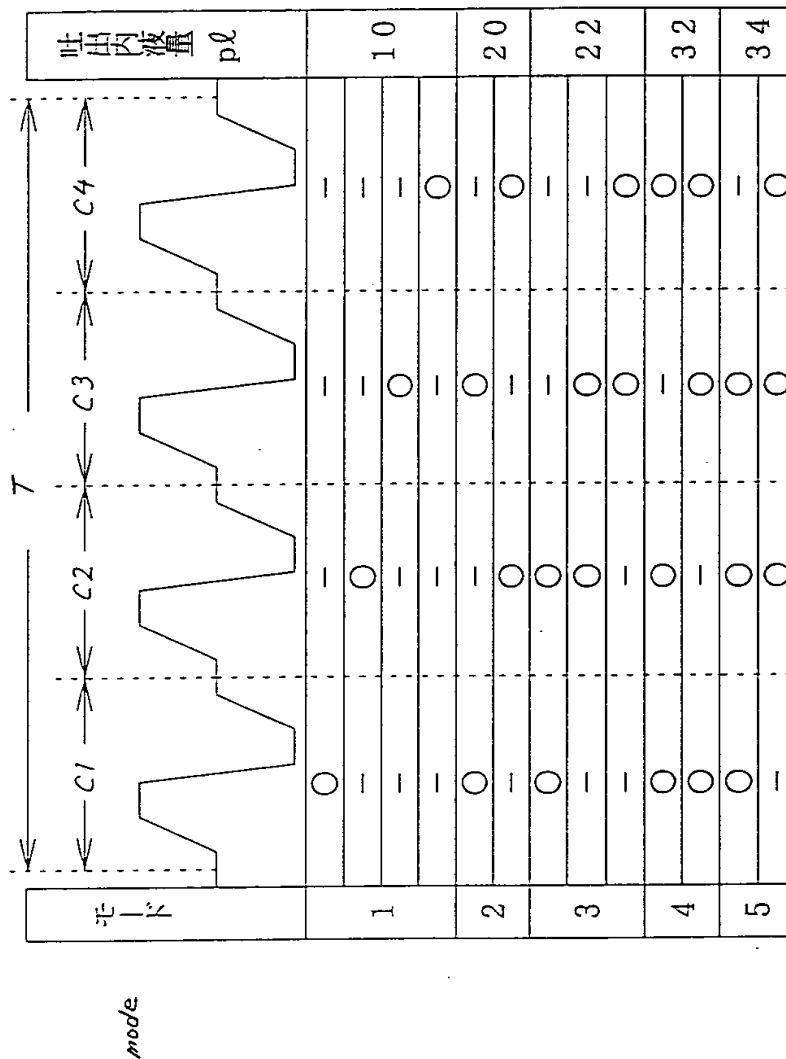 T
C1 C2 C3 C4
mode
モード 吐出内液量 pℓ
1 10
○ − − −
− ○ − −
− − ○ −
− − − ○
2 20
○ − ○ −
− ○ − ○
3 22
○ ○ − −
− ○ ○ −
− − ○ ○
4 32
○ ○ − ○
○ − ○ ○
5 34
○ ○ ○ −
− ○ ○ ○